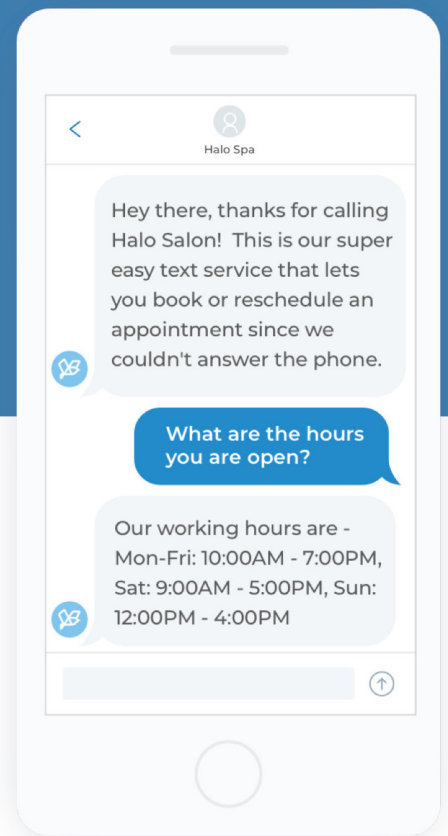 Halo Spa
Hey there, thanks for calling
Halo Salon!  This is our super
easy text service that lets
you book or reschedule an
appointment since we
couldn't answer the phone.
What are the hours
you are open?
Our working hours are -
Mon-Fri: 10:00AM - 7:00PM,
Sat: 9:00AM - 5:00PM, Sun:
12:00PM - 4:00PM